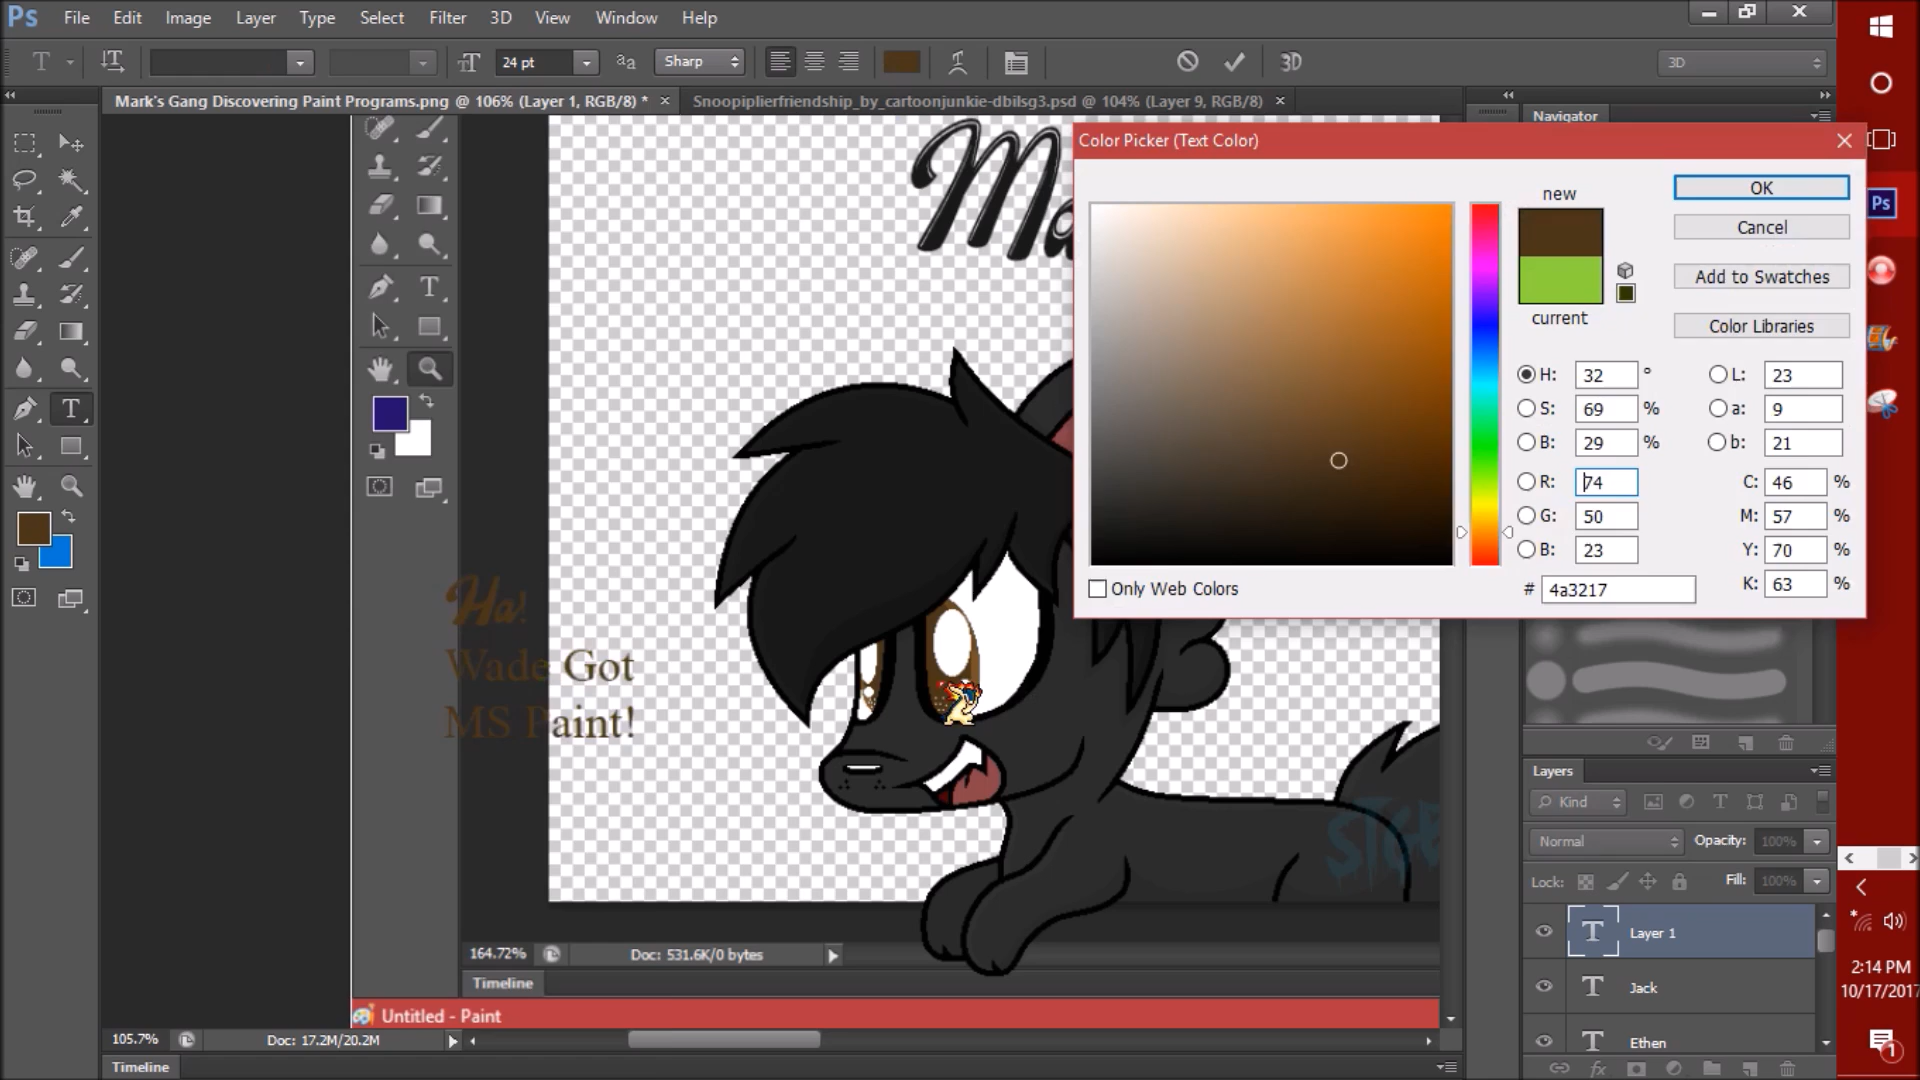 Ps File Edit Image Layer Type Select Filter 3D View Window Help
T 24 pt Sharp 3D 3D
Mark's Gang Discovering Paint Programs.png @ 106% (Layer 1, RGB/8) * × Snoopiplierfriendship_by_cartoonjunkie-dbilsg3.psd @ 104% (Layer 9, RGB/8) ×
Navigator
Color Picker (Text Color)
new
OK
Cancel
Add to Swatches
current
Color Libraries
Ps
H: 32 ° L: 23
S: 69 % a: 9
B: 29 % b: 21
R: 74 C: 46 %
G: 50 M: 57 %
B: 23 Y: 70 %
# 4a3217 K: 63 %
Only Web Colors
Ha!
Wade Got
MS Paint!
Layers
Kind
Normal Opacity: 100%
Lock: Fill: 100%
Layer 1
Jack
Ethen
fx
164.72% Doc: 531.6K/0 bytes
Timeline
Untitled - Paint
105.7% Doc: 17.2M/20.2M
Timeline
2:14 PM
10/17/2017
1